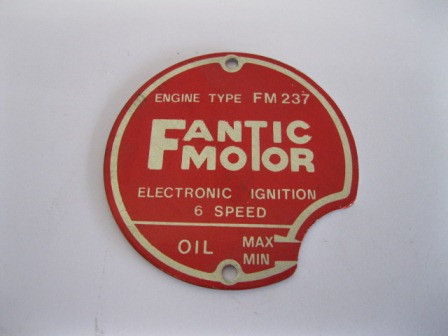 ENGINE TYPE FM 237
FANTIC
MOTOR
ELECTRONIC IGNITION
6 SPEED
OIL MAX
MIN